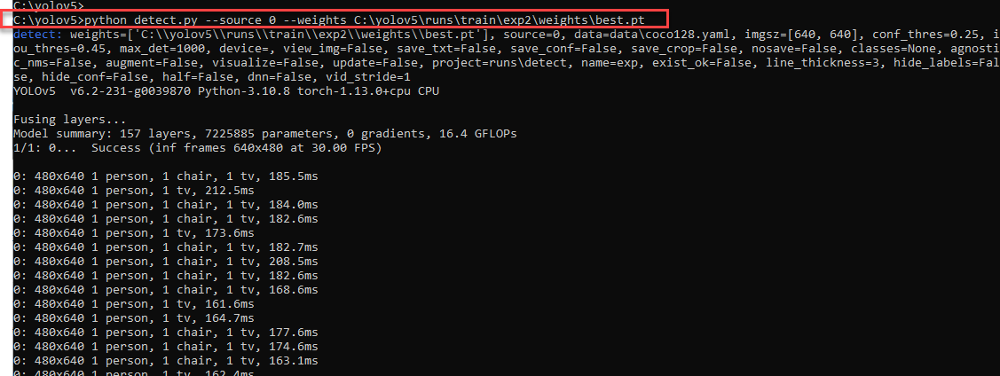 C:\yolov5>
C:\yolov5>python detect.py --source 0 --weights C:\yolov5\runs\train\exp2\weights\best.pt
detect: weights=['C:\\yolov5\\runs\\train\\exp2\\weights\\best.pt'], source=0, data=data\coco128.yaml, imgsz=[640, 640], conf_thres=0.25, i
ou_thres=0.45, max_det=1000, device=, view_img=False, save_txt=False, save_conf=False, save_crop=False, nosave=False, classes=None, agnosti
c_nms=False, augment=False, visualize=False, update=False, project=runs\detect, name=exp, exist_ok=False, line_thickness=3, hide_labels=Fal
se, hide_conf=False, half=False, dnn=False, vid_stride=1
YOLOv5  v6.2-231-g0039870 Python-3.10.8 torch-1.13.0+cpu CPU
Fusing layers...
Model summary: 157 layers, 7225885 parameters, 0 gradients, 16.4 GFLOPs
1/1: 0...  Success (inf frames 640x480 at 30.00 FPS)
0: 480x640 1 person, 1 chair, 1 tv, 185.5ms
0: 480x640 1 person, 1 tv, 212.5ms
0: 480x640 1 person, 1 chair, 1 tv, 184.0ms
0: 480x640 1 person, 1 chair, 1 tv, 182.6ms
0: 480x640 1 person, 1 tv, 173.6ms
0: 480x640 1 person, 1 chair, 1 tv, 182.7ms
0: 480x640 1 person, 1 chair, 1 tv, 208.5ms
0: 480x640 1 person, 1 chair, 1 tv, 182.6ms
0: 480x640 1 person, 1 chair, 1 tv, 168.6ms
0: 480x640 1 person, 1 tv, 161.6ms
0: 480x640 1 person, 1 tv, 164.7ms
0: 480x640 1 person, 1 chair, 1 tv, 177.6ms
0: 480x640 1 person, 1 chair, 1 tv, 174.6ms
0: 480x640 1 person, 1 chair, 1 tv, 163.1ms
0: 480x640 1 person, 1 tv, 162.4ms